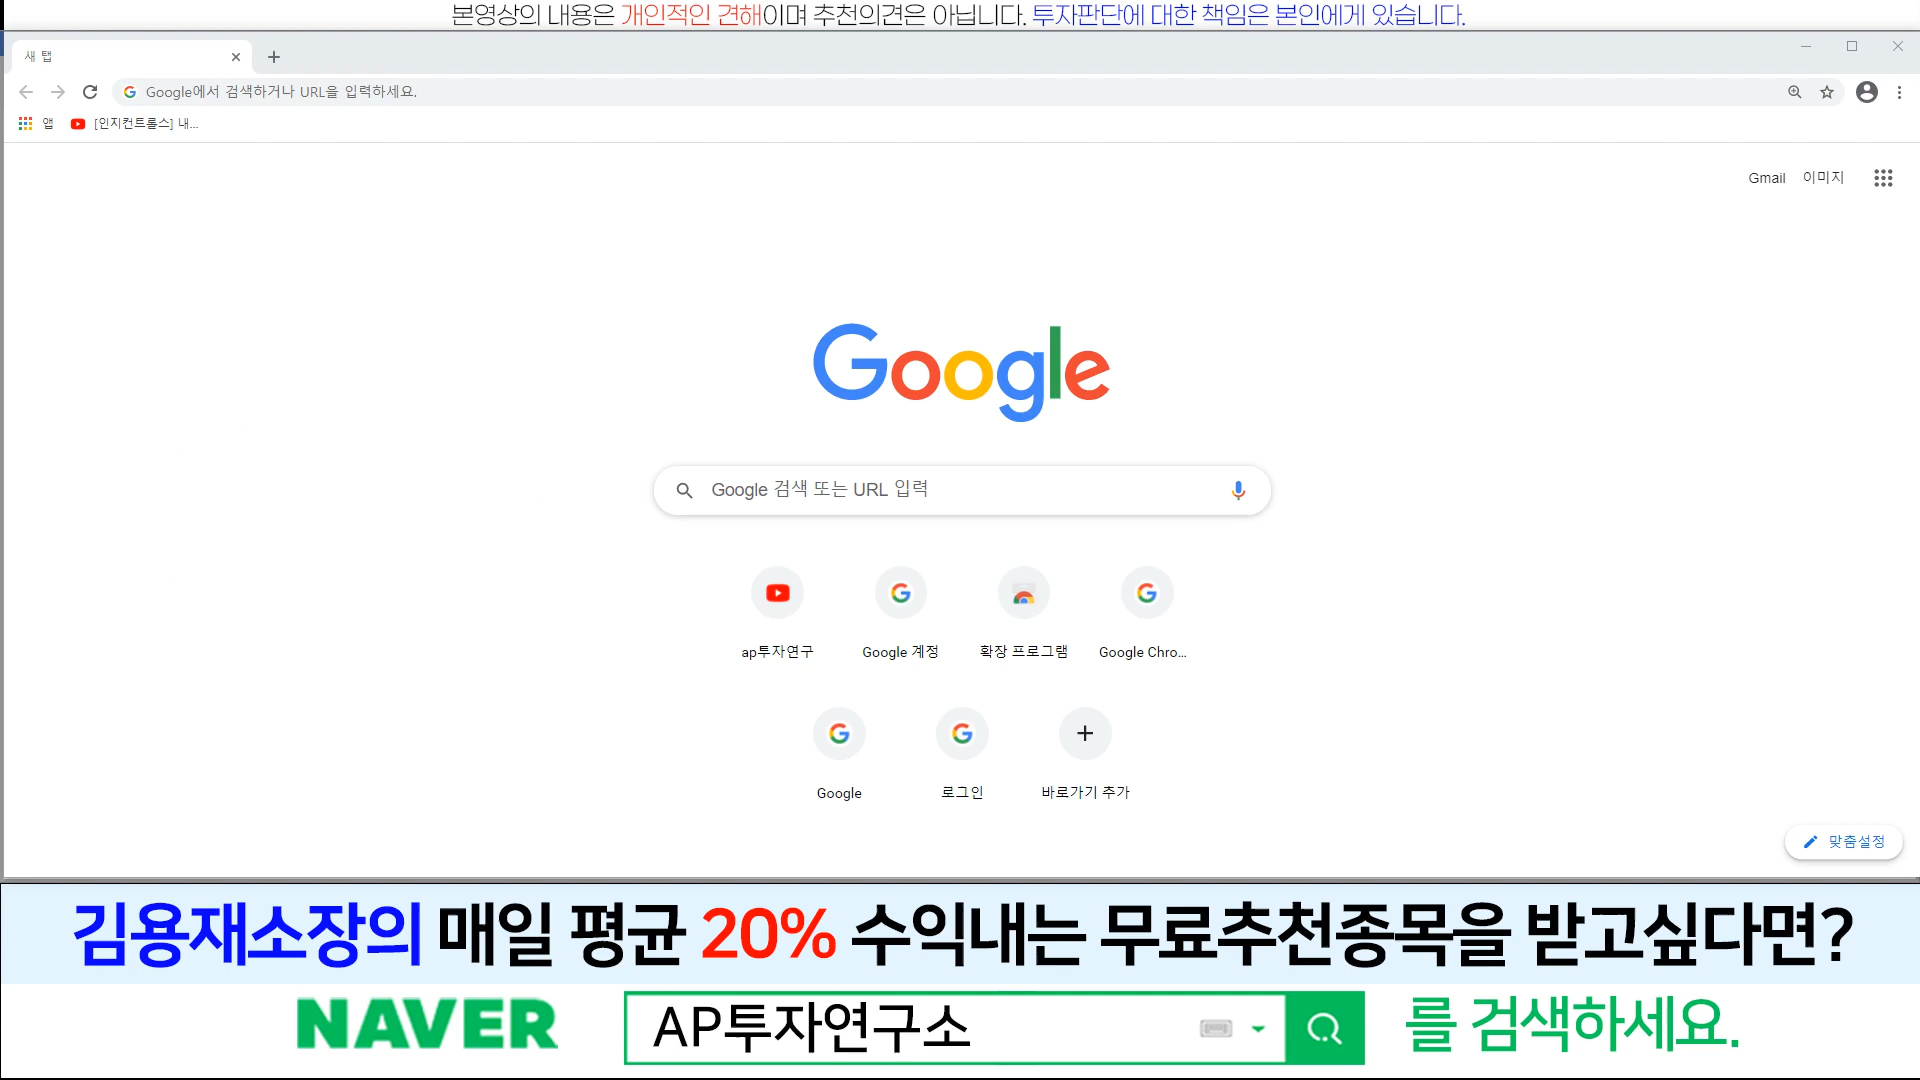 본영상의 내용은 개인적인 견해이며 추천의견은 아닙니다. 투자판단에 대한 책임은 본인에게 있습니다.
새 탭
Google에서 검색하거나 URL을 입력하세요.
앱 [인지컨트롤스] 내...
Gmail 이미지
Google
Google 검색 또는 URL 입력
ap투자연구 Google 계정 확장 프로그램 Google Chro...
Google 로그인 바로가기 추가
맞춤설정
김용재소장의 매일 평균 20% 수익내는 무료추천종목을 받고싶다면?
NAVER AP투자연구소 를 검색하세요.